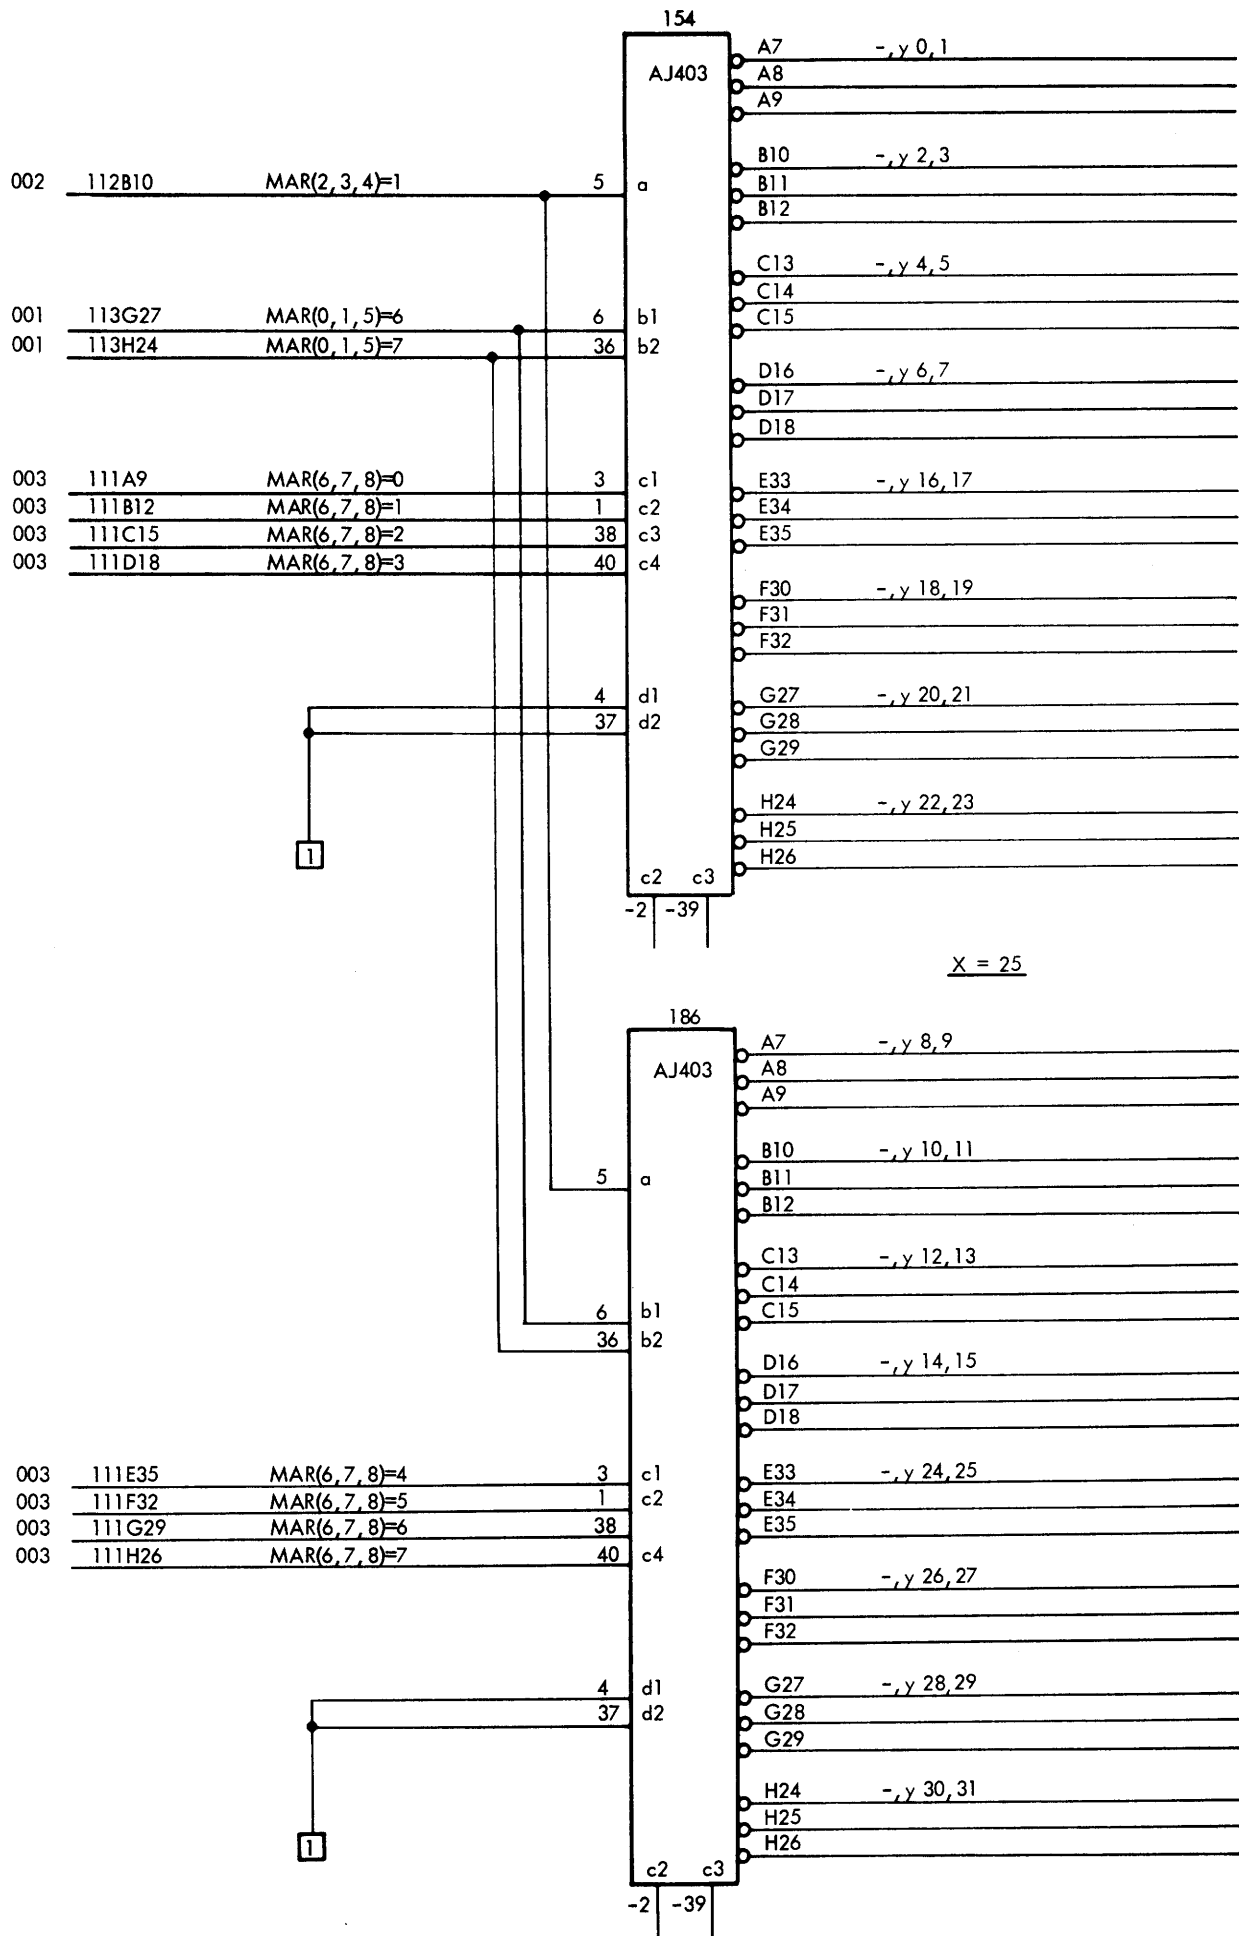 154
AJ403
A7 -, y 0,1
A8
A9
B10 -, y 2,3
002 112B10 MAR(2,3,4)=1 5 a B11
B12
C13 -, y 4,5
C14
001 113G27 MAR(0,1,5)=6 6 b1 C15
001 113H24 MAR(0,1,5)=7 36 b2
D16 -, y 6,7
D17
D18
003 111A9 MAR(6,7,8)=0 3 c1 E33 -, y 16,17
003 111B12 MAR(6,7,8)=1 1 c2 E34
003 111C15 MAR(6,7,8)=2 38 c3 E35
003 111D18 MAR(6,7,8)=3 40 c4
F30 -, y 18,19
F31
F32
4 d1 G27 -, y 20,21
37 d2 G28
G29
H24 -, y 22,23
H25
1 H26
c2 c3
-2 -39
X = 25
186
AJ403
A7 -, y 8,9
A8
A9
B10 -, y 10,11
5 a B11
B12
C13 -, y 12,13
C14
6 b1 C15
36 b2
D16 -, y 14,15
D17
D18
003 111E35 MAR(6,7,8)=4 3 c1 E33 -, y 24,25
003 111F32 MAR(6,7,8)=5 1 c2 E34
003 111G29 MAR(6,7,8)=6 38 E35
003 111H26 MAR(6,7,8)=7 40 c4
F30 -, y 26,27
F31
F32
4 d1 G27 -, y 28,29
37 d2 G28
G29
H24 -, y 30,31
H25
1 H26
c2 c3
-2 -39